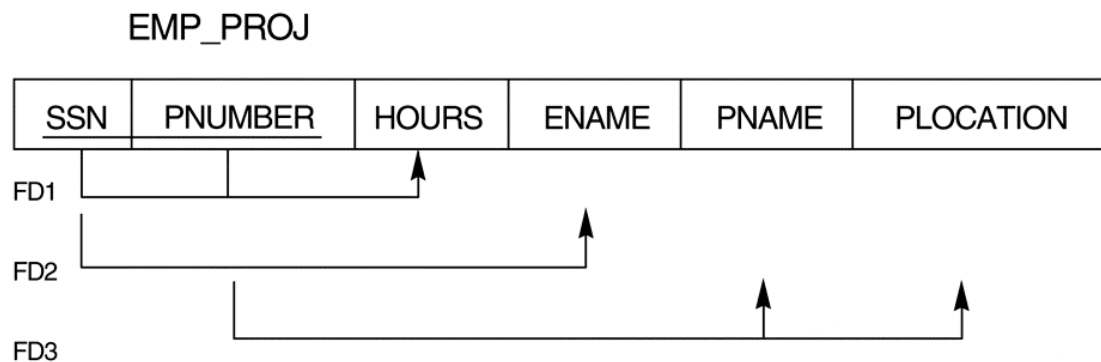 EMP_PROJ
SSN PNUMBER HOURS ENAME PNAME PLOCATION
FD1
FD2
FD3